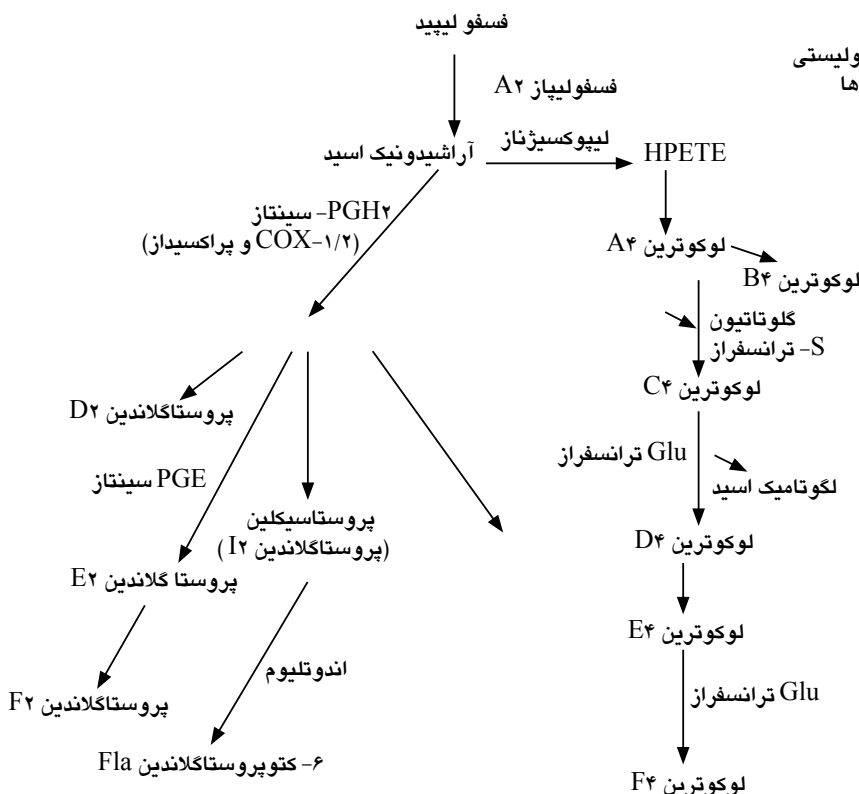 فسفو لیپید
ولیستی
ها
فسفولیپاز A۲
آراشیدونیک اسید
لیپوکسیژناز
HPETE
PGH۲- سینتاز
(COX-۱/۲ و پراکسیداز)
لوکوترین A۴
لوکوترین B۴
گلوتاتیون
S- ترانسفراز
لوکوترین C۴
پروستاگلاندین D۲
Glu ترانسفراز
لگوتامیک اسید
PGE سینتاز
پروستاسیکلین
(پروستاگلاندین I۲)
لوکوترین D۴
پروستا گلاندین E۲
لوکوترین E۴
اندوتلیوم
پروستاگلاندین F۲
Glu ترانسفراز
۶- کتوپروستاگلاندین Fla
لوکوترین F۴